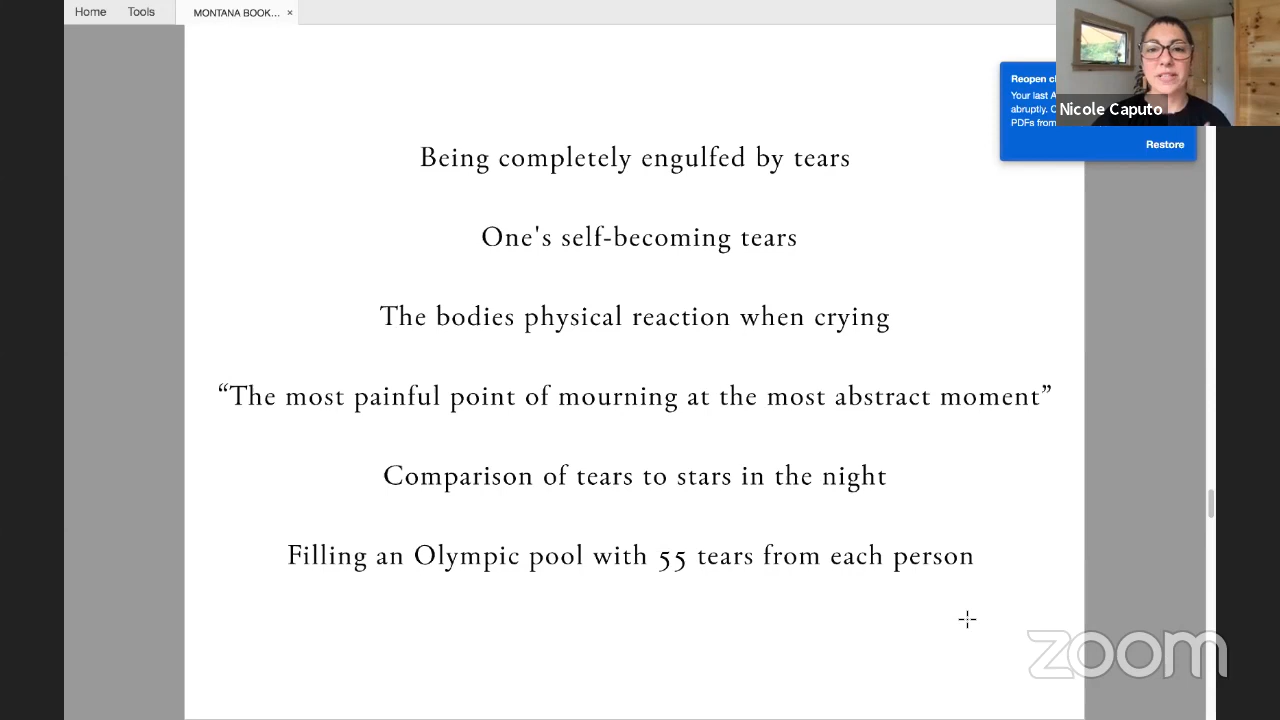 Home Tools MONTANA BOOK... ×
Reopen cl
Your last A
abruptly. C
PDFs from
Restore
Nicole Caputo
Being completely engulfed by tears
One's self-becoming tears
The bodies physical reaction when crying
“The most painful point of mourning at the most abstract moment”
Comparison of tears to stars in the night
Filling an Olympic pool with 55 tears from each person
zoom